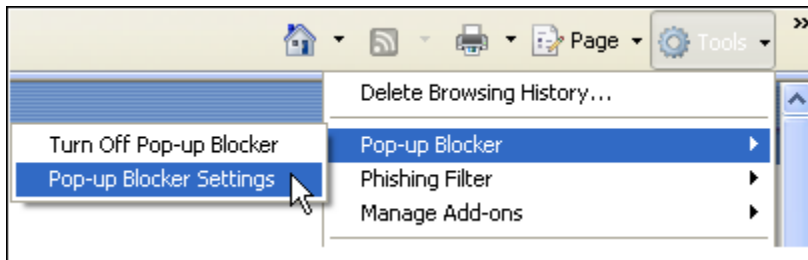 Page Tools »
Delete Browsing History...
Turn Off Pop-up Blocker
Pop-up Blocker
Pop-up Blocker Settings
Phishing Filter
Manage Add-ons